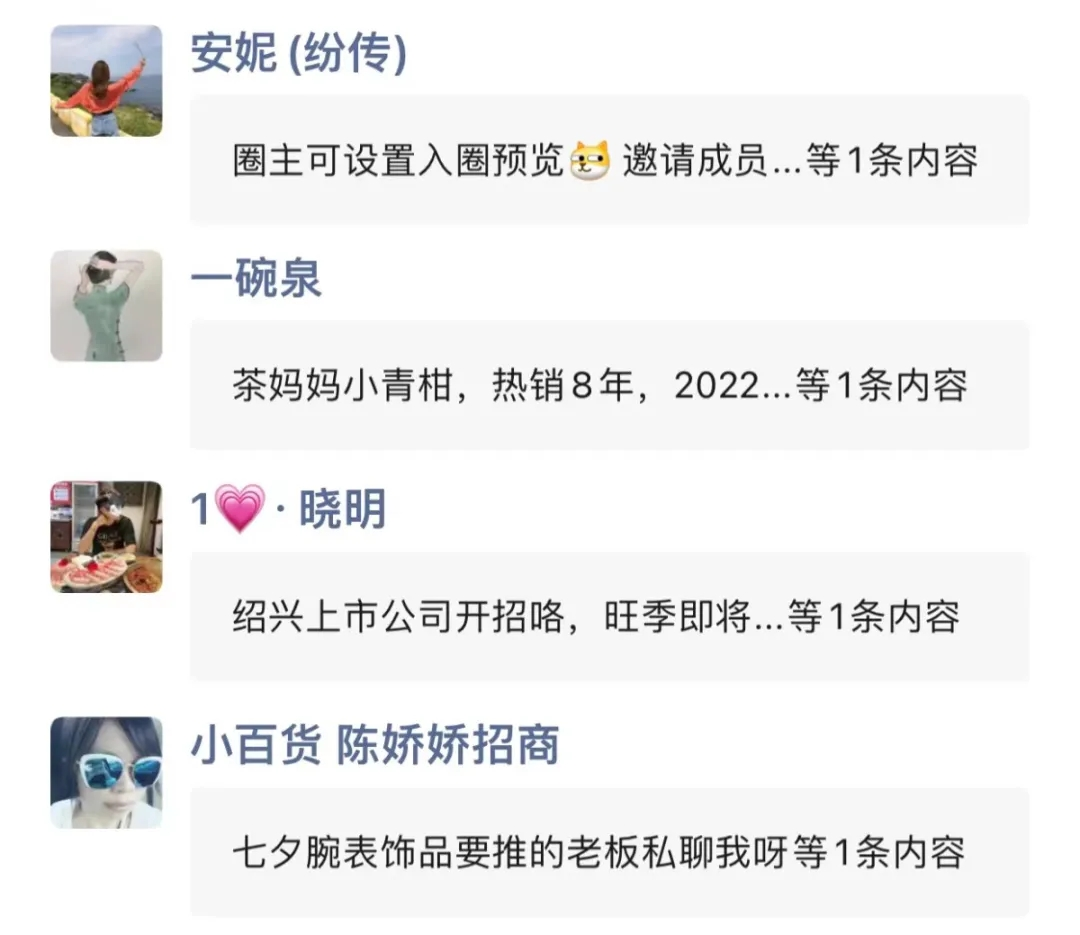 安妮 (纷传)
圈主可设置入圈预览 邀请成员...等1条内容
一碗泉
茶妈妈小青柑，热销8年，2022...等1条内容
1💗 · 晓明
绍兴上市公司开招咯，旺季即将...等1条内容
小百货 陈娇娇招商
七夕腕表饰品要推的老板私聊我呀等1条内容